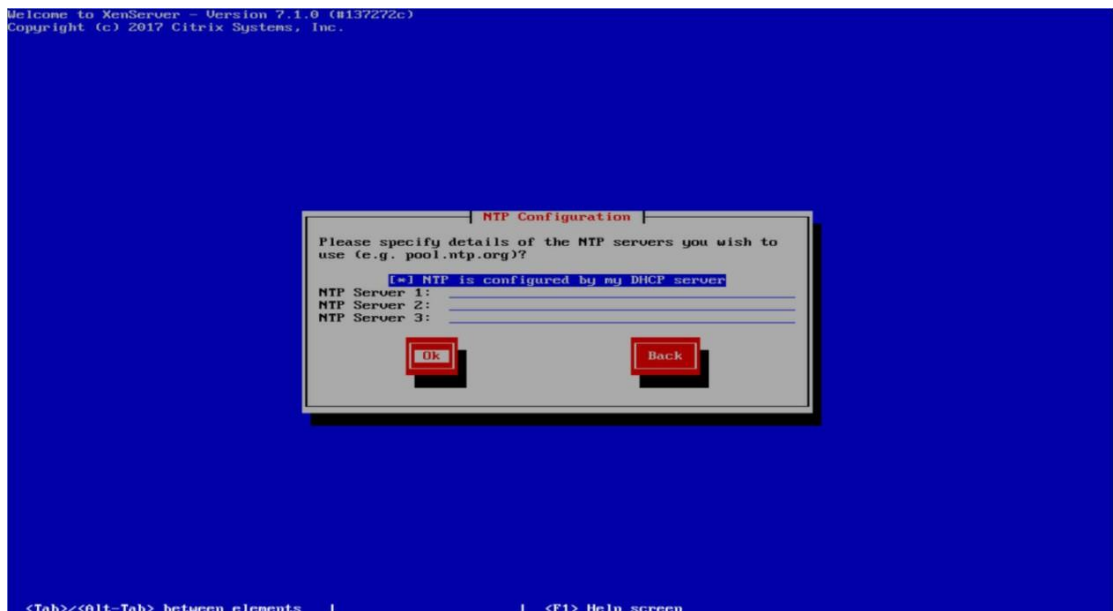 Welcome to XenServer - Version 7.1.0 (#137272c)
Copyright (c) 2017 Citrix Systems, Inc.
NTP Configuration
Please specify details of the NTP servers you wish to
use (e.g. pool.ntp.org)?
[*] NTP is configured by my DHCP server
NTP Server 1:
NTP Server 2:
NTP Server 3:
Ok Back
<Tab>/<Alt-Tab> between elements | | <F1> Help screen